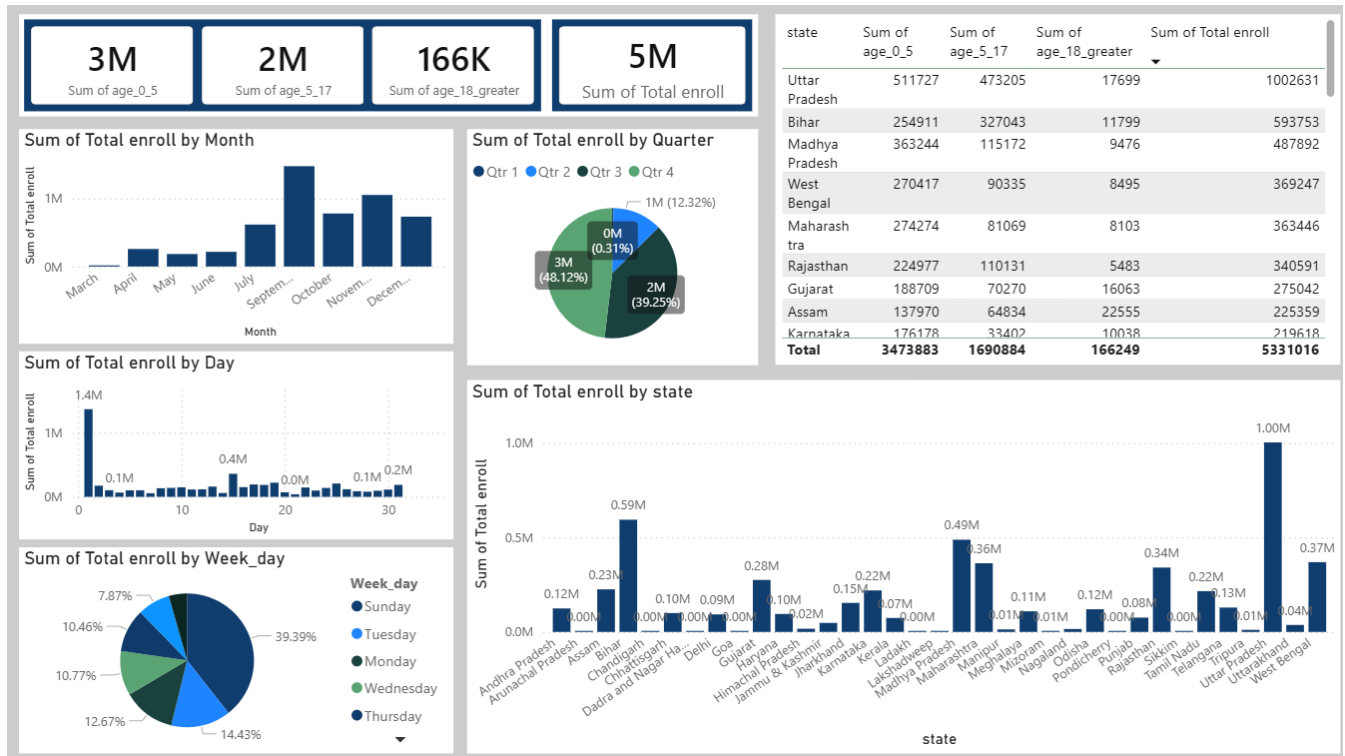 3M
Sum of age_0_5
2M
Sum of age_5_17
166K
Sum of age_18_greater
5M
Sum of Total enroll
state Sum of age_0_5 Sum of age_5_17 Sum of age_18_greater Sum of Total enroll
Uttar Pradesh 511727 473205 17699 1002631
Bihar 254911 327043 11799 593753
Madhya Pradesh 363244 115172 9476 487892
West Bengal 270417 90335 8495 369247
Maharashtra 274274 81069 8103 363446
Rajasthan 224977 110131 5483 340591
Gujarat 188709 70270 16063 275042
Assam 137970 64834 22555 225359
Karnataka 176178 33402 10038 219618
Total 3473883 1690884 166249 5331016
Sum of Total enroll by Month
Sum of Total enroll
1M
0M
March April May June July Septem... October Novem... Decem...
Month
Sum of Total enroll by Quarter
Qtr 1 Qtr 2 Qtr 3 Qtr 4
1M (12.32%)
0M
(0.31%)
3M
(48.12%)
2M
(39.25%)
Sum of Total enroll by Day
Sum of Total enroll
1.4M
1M
0.1M 0.4M 0.0M 0.1M 0.2M
0M
0 10 20 30
Day
Sum of Total enroll by Week_day
7.87%
10.46%
10.77%
12.67%
14.43%
39.39%
Week_day
Sunday
Tuesday
Monday
Wednesday
Thursday
Sum of Total enroll by state
Sum of Total enroll
1.0M
0.5M
0.0M
0.12M 0.00M 0.23M 0.59M 0.00M 0.10M 0.00M 0.09M 0.00M 0.28M 0.10M 0.02M 0.15M 0.22M 0.07M 0.00M 0.49M 0.36M 0.01M 0.11M 0.01M 0.12M 0.00M 0.08M 0.34M 0.00M 0.22M 0.13M 0.01M 1.00M 0.04M 0.37M
Andhra Pradesh Arunachal Pradesh Assam Bihar Chandigarh Chhattisgarh Dadra and Nagar Ha... Delhi Goa Gujarat Haryana Himachal Pradesh Jammu & Kashmir Jharkhand Karnataka Kerala Ladakh Lakshadweep Madhya Pradesh Maharashtra Manipur Meghalaya Mizoram Nagaland Odisha Pondicherry Punjab Rajasthan Sikkim Tamil Nadu Telangana Tripura Uttar Pradesh Uttarakhand West Bengal
state